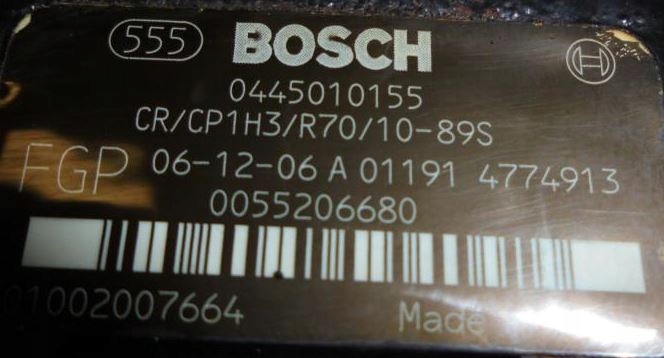 555 BOSCH
0445010155
CR/CP1H3/R70/10-89S
FGP 06-12-06 A 01191 4774913
0055206680
01002007664 Made